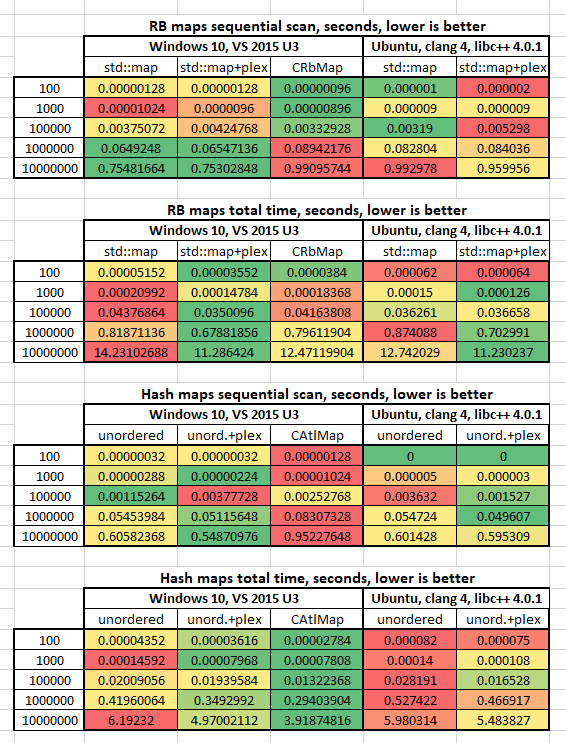 RB maps sequential scan, seconds, lower is better
Windows 10, VS 2015 U3 Ubuntu, clang 4, libc++ 4.0.1
std::map std::map+plex CRbMap std::map std::map+plex
100 0.00000128 0.00000128 0.00000096 0.000001 0.000002
1000 0.00001024 0.0000096 0.00000896 0.000009 0.000009
100000 0.00375072 0.00424768 0.00332928 0.00319 0.005298
1000000 0.0649248 0.06547136 0.08942176 0.082804 0.084036
10000000 0.75481664 0.75302848 0.99095744 0.992978 0.959956
RB maps total time, seconds, lower is better
Windows 10, VS 2015 U3 Ubuntu, clang 4, libc++ 4.0.1
std::map std::map+plex CRbMap std::map std::map+plex
100 0.00005152 0.00003552 0.0000384 0.000062 0.000064
1000 0.00020992 0.00014784 0.00018368 0.00015 0.000126
100000 0.04376864 0.0350096 0.04163808 0.036261 0.036658
1000000 0.81871136 0.67881856 0.79611904 0.874088 0.702991
10000000 14.23102688 11.286424 12.47119904 12.742029 11.230237
Hash maps sequential scan, seconds, lower is better
Windows 10, VS 2015 U3 Ubuntu, clang 4, libc++ 4.0.1
unordered unord.+plex CAtlMap unordered unord.+plex
100 0.00000032 0.00000032 0.00000128 0 0
1000 0.00000288 0.00000224 0.00001024 0.000005 0.000003
100000 0.00115264 0.00377728 0.00252768 0.003632 0.001527
1000000 0.05453984 0.05115648 0.08307328 0.054724 0.049607
10000000 0.60582368 0.54870976 0.95227648 0.601428 0.595309
Hash maps total time, seconds, lower is better
Windows 10, VS 2015 U3 Ubuntu, clang 4, libc++ 4.0.1
unordered unord.+plex CAtlMap unordered unord.+plex
100 0.00004352 0.00003616 0.00002784 0.000082 0.000075
1000 0.00014592 0.00007968 0.00007808 0.00014 0.000108
100000 0.02009056 0.01939584 0.01322368 0.028191 0.016528
1000000 0.41960064 0.3492992 0.29403904 0.527422 0.466917
10000000 6.19232 4.97002112 3.91874816 5.980314 5.483827